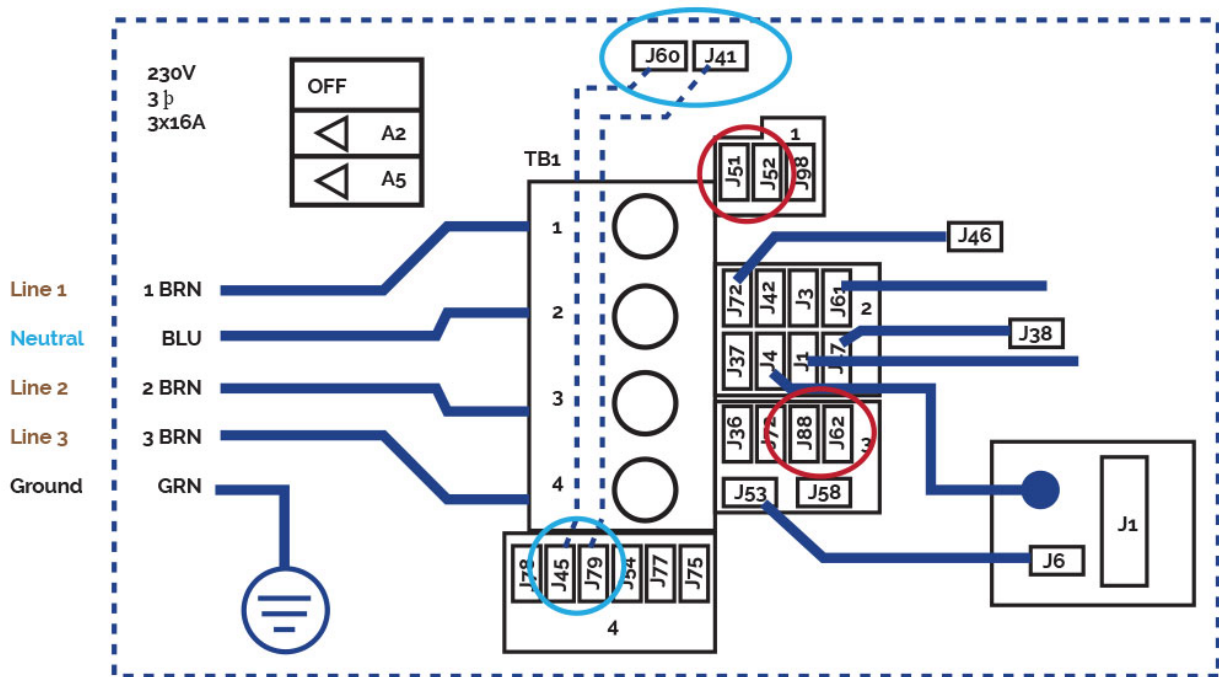 230V
3 þ
3x16A
OFF
A2
A5
J60 J41
TB1
1
J51 J52 J98
1
J46
J72 J42 J3 J61
2
Line 1 1 BRN
2
Neutral BLU
J38
J37 J4 J1
Line 2 2 BRN
3
Line 3 3 BRN
J36 J72 J88 J62
3
Ground GRN
4
J53 J58
J1
J6
J78 J45 J79 J54 J77 J75
4